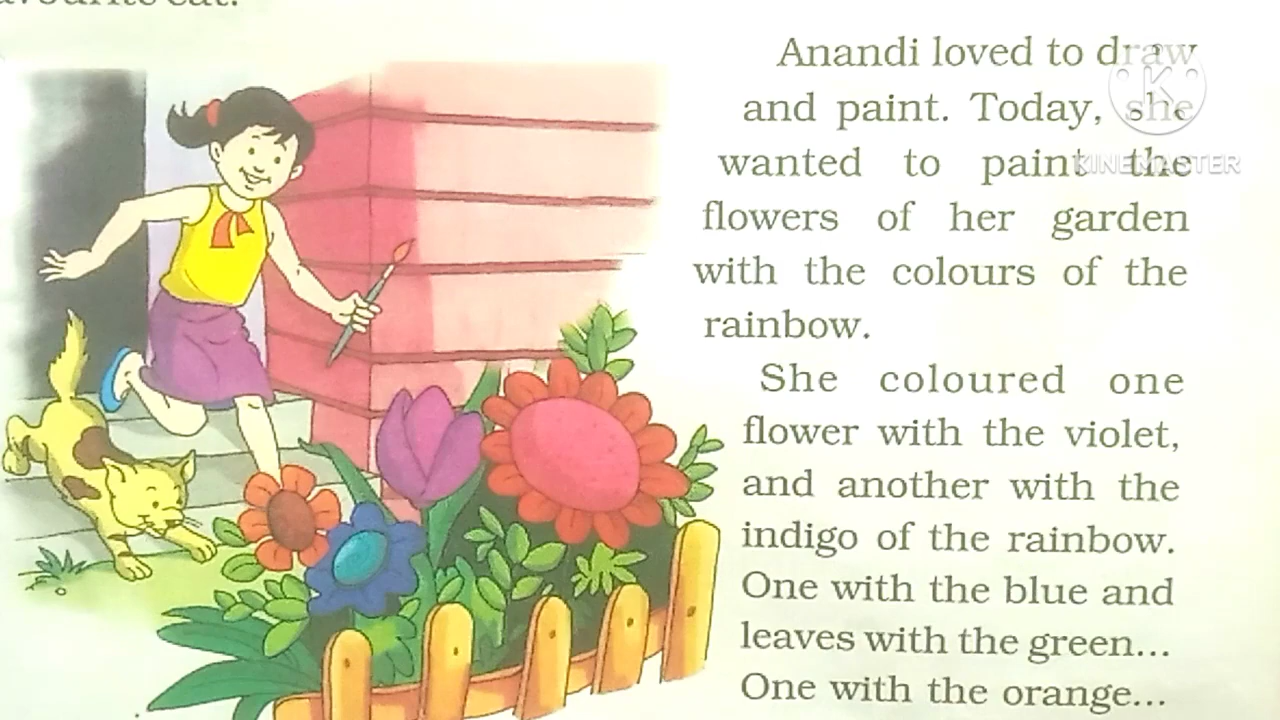 cat.
Anandi loved to draw
and paint. Today, she
wanted to paint the
flowers of her garden
with the colours of the
rainbow.
She coloured one
flower with the violet,
and another with the
indigo of the rainbow.
One with the blue and
leaves with the green...
One with the orange...
K
KINEMASTER